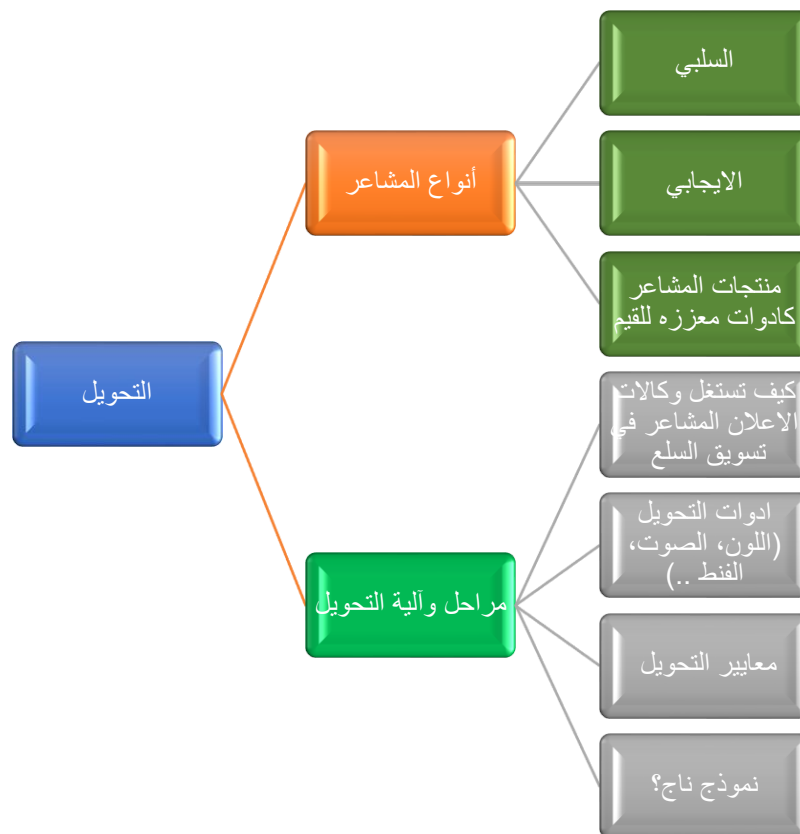 السلبي
أنواع المشاعر
الايجابي
منتجات المشاعر
كادوات معززه للقيم
التحويل
كيف تستغل وكالات
الاعلان المشاعر في
تسويق السلع
ادوات التحويل
(اللون، الصوت،
الفنط ..)
مراحل وآلية التحويل
معايير التحويل
نموذج ناج؟